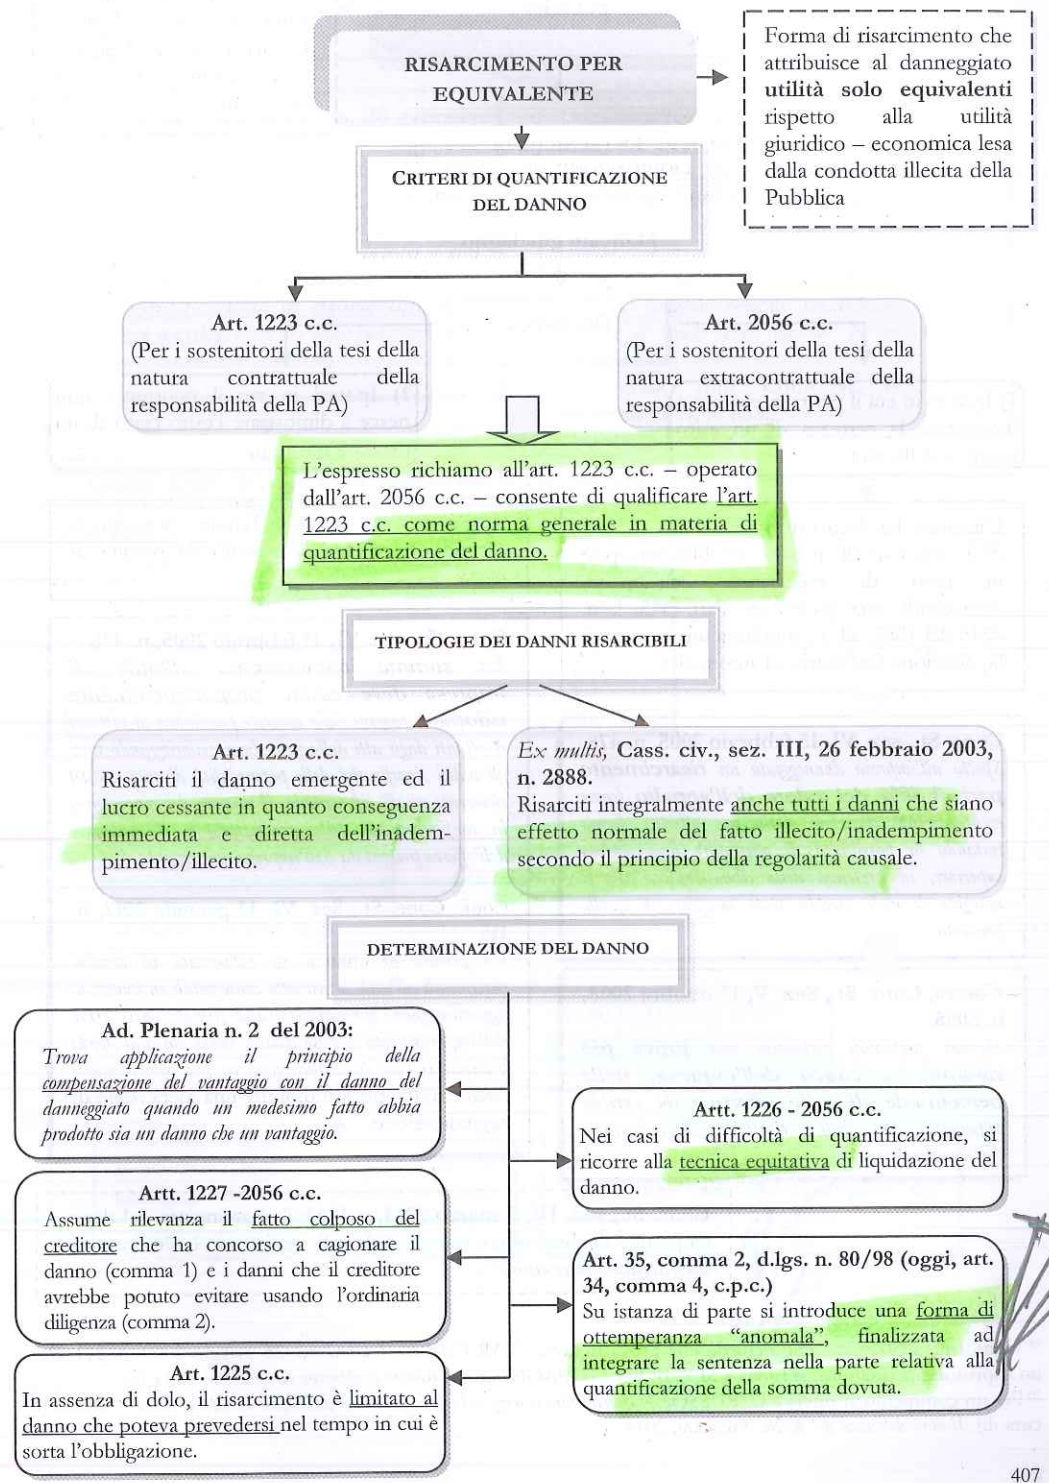 RISARCIMENTO PER
EQUIVALENTE
Forma di risarcimento che
attribuisce al danneggiato
utilità solo equivalenti
rispetto alla utilità
giuridico – economica lesa
dalla condotta illecita della
Pubblica
CRITERI DI QUANTIFICAZIONE
DEL DANNO
Art. 1223 c.c.
(Per i sostenitori della tesi della
natura contrattuale della
responsabilità della PA)
Art. 2056 c.c.
(Per i sostenitori della tesi della
natura extracontrattuale della
responsabilità della PA)
L'espresso richiamo all'art. 1223 c.c. – operato
dall'art. 2056 c.c. – consente di qualificare l'art.
1223 c.c. come norma generale in materia di
quantificazione del danno.
TIPOLOGIE DEI DANNI RISARCIBILI
Art. 1223 c.c.
Risarciti il danno emergente ed il
lucro cessante in quanto conseguenza
immediata e diretta dell'inadem-
pimento/illecito.
Ex multis, Cass. civ., sez. III, 26 febbraio 2003,
n. 2888.
Risarciti integralmente anche tutti i danni che siano
effetto normale del fatto illecito/inadempimento
secondo il principio della regolarità causale.
DETERMINAZIONE DEL DANNO
Ad. Plenaria n. 2 del 2003:
Trova applicazione il principio della
compensazione del vantaggio con il danno del
danneggiato quando un medesimo fatto abbia
prodotto sia un danno che un vantaggio.
Artt. 1226 - 2056 c.c.
Nei casi di difficoltà di quantificazione, si
ricorre alla tecnica equitativa di liquidazione del
danno.
Artt. 1227 -2056 c.c.
Assume rilevanza il fatto colposo del
creditore che ha concorso a cagionare il
danno (comma 1) e i danni che il creditore
avrebbe potuto evitare usando l'ordinaria
diligenza (comma 2).
Art. 35, comma 2, d.lgs. n. 80/98 (oggi, art.
34, comma 4, c.p.c.)
Su istanza di parte si introduce una forma di
ottemperanza "anomala", finalizzata ad
integrare la sentenza nella parte relativa alla
quantificazione della somma dovuta.
Art. 1225 c.c.
In assenza di dolo, il risarcimento è limitato al
danno che poteva prevedersi nel tempo in cui è
sorta l'obbligazione.
407